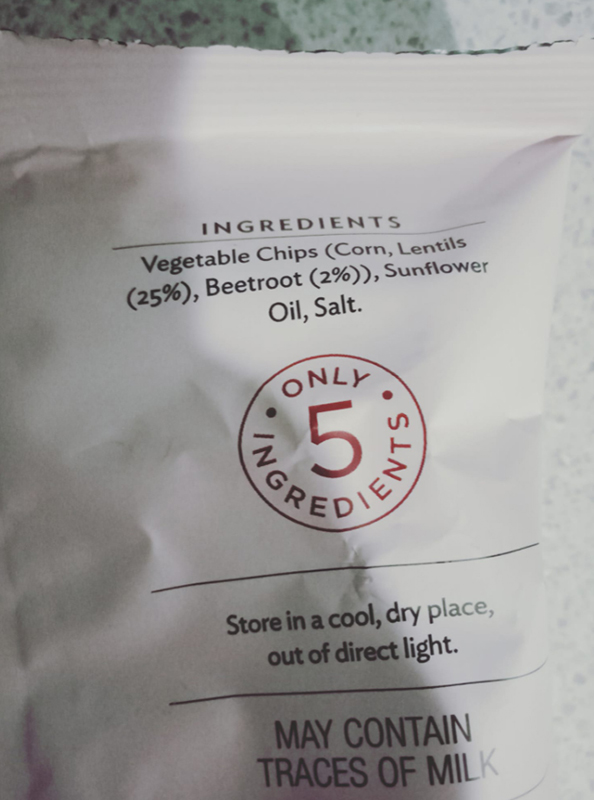 INGREDIENTS
Vegetable Chips (Corn, Lentils
(25%), Beetroot (2%)), Sunflower
Oil, Salt.
ONLY
5
INGREDIENTS
Store in a cool, dry place,
out of direct light.
MAY CONTAIN
TRACES OF MILK